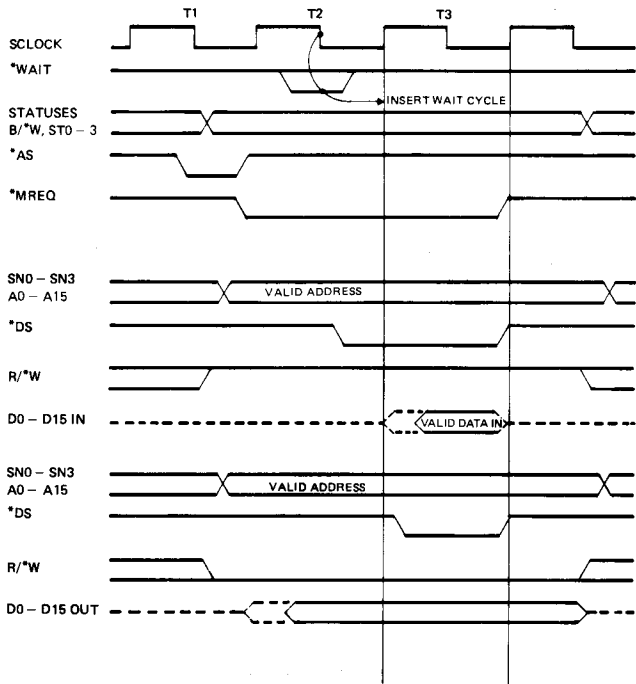 T1 T2 T3
SCLOCK
*WAIT
INSERT WAIT CYCLE
STATUSES
B/*W, ST0 – 3
*AS
*MREQ
SN0 – SN3
A0 – A15
VALID ADDRESS
*DS
R/*W
D0 – D15 IN
VALID DATA IN
SN0 – SN3
A0 – A15
VALID ADDRESS
*DS
R/*W
D0 – D15 OUT